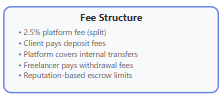 Fee Structure
• 2.5% platform fee (split)
• Client pays deposit fees
• Platform covers internal transfers
• Freelancer pays withdrawal fees
• Reputation-based escrow limits